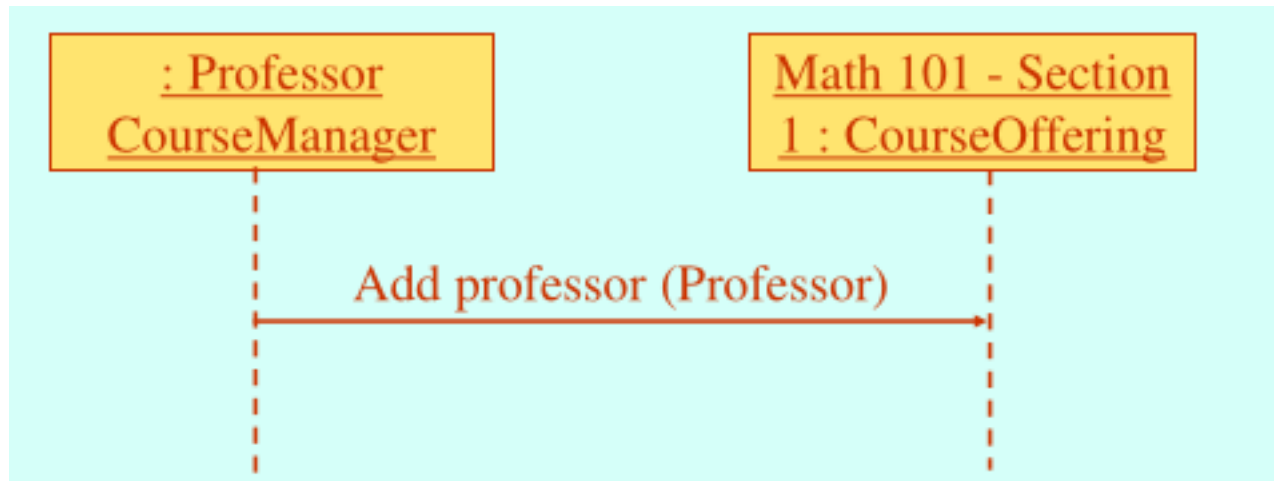 : Professor
CourseManager
Math 101 - Section
1 : CourseOffering
Add professor (Professor)